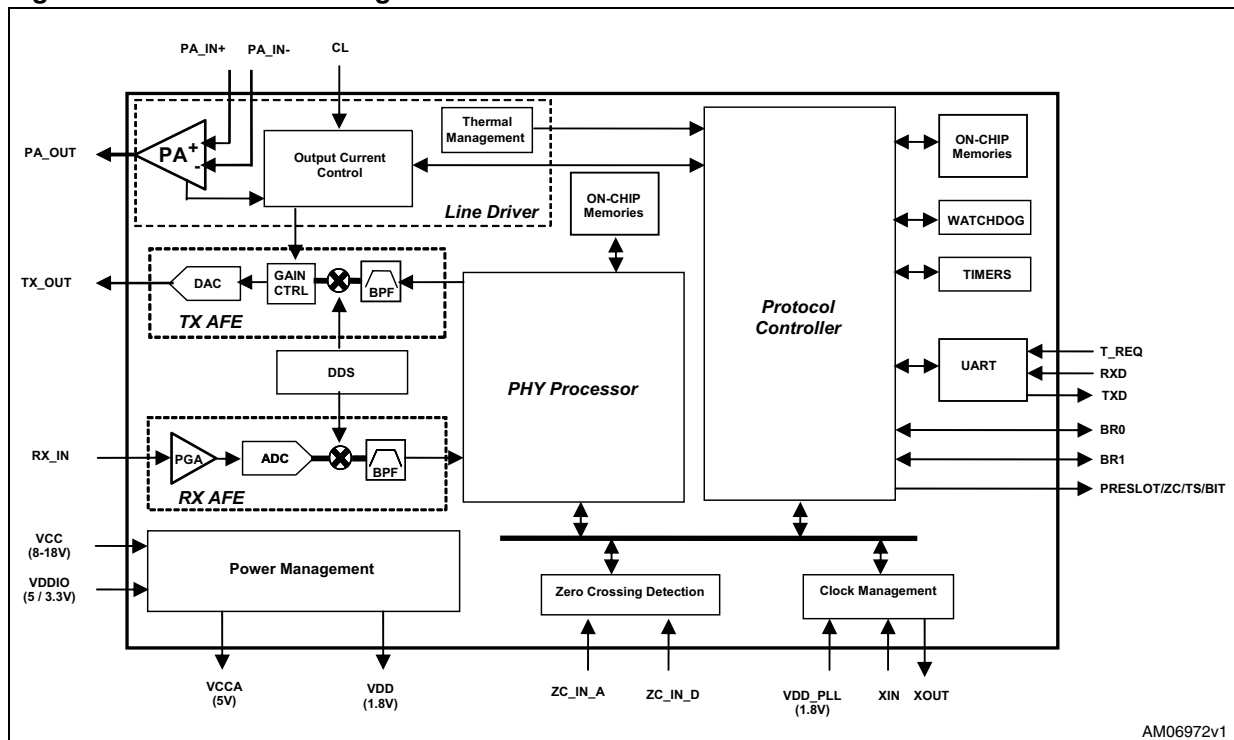 PA_IN+
PA_IN-
CL
PA_OUT
PA
+
-
Output Current
Control
Thermal
Management
Line Driver
ON-CHIP
Memories
ON-CHIP
Memories
WATCHDOG
TIMERS
TX_OUT
DAC
GAIN
CTRL
BPF
TX AFE
DDS
PHY Processor
Protocol
Controller
UART
T_REQ
RXD
TXD
BR0
BR1
PRESLOT/ZC/TS/BIT
RX_IN
PGA
ADC
BPF
RX AFE
VCC
(8-18V)
VDDIO
(5 / 3.3V)
Power Management
Zero Crossing Detection
Clock Management
VCCA
(5V)
VDD
(1.8V)
ZC_IN_A
ZC_IN_D
VDD_PLL
(1.8V)
XIN
XOUT
AM06972v1